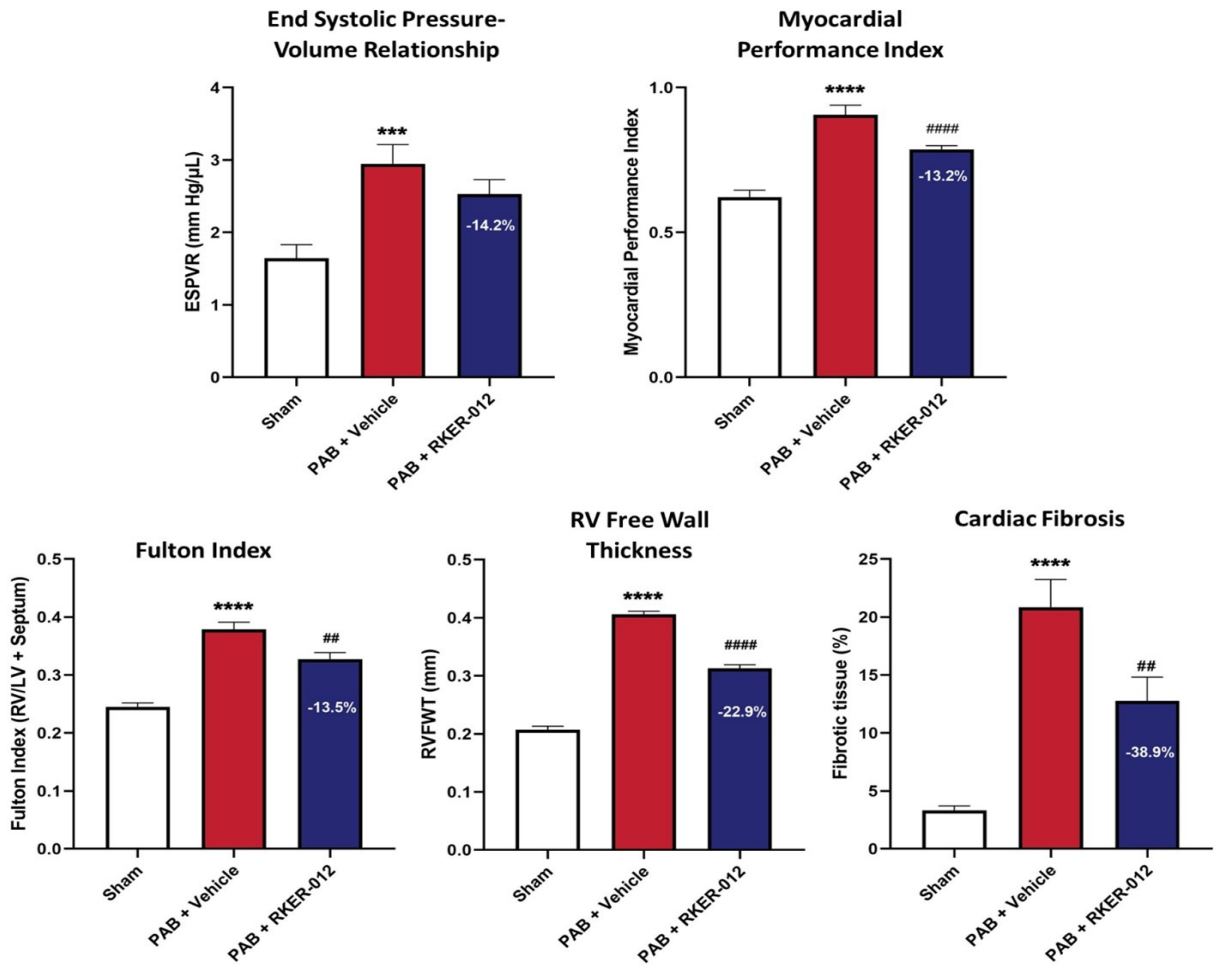 End Systolic Pressure-
Volume Relationship
ESPVR (mm Hg/µL)
4
3
2
1
0
***
-14.2%
Sham
PAB + Vehicle
PAB + RKER-012
Myocardial
Performance Index
Myocardial Performance Index
1.0
0.5
0.0
****
####
-13.2%
Sham
PAB + Vehicle
PAB + RKER-012
Fulton Index
Fulton Index (RV/LV + Septum)
0.5
0.4
0.3
0.2
0.1
0.0
****
##
-13.5%
Sham
PAB + Vehicle
PAB + RKER-012
RV Free Wall
Thickness
RVFWT (mm)
0.5
0.4
0.3
0.2
0.1
0.0
****
####
-22.9%
Sham
PAB + Vehicle
PAB + RKER-012
Cardiac Fibrosis
Fibrotic tissue (%)
25
20
15
10
5
0
****
##
-38.9%
Sham
PAB + Vehicle
PAB + RKER-012